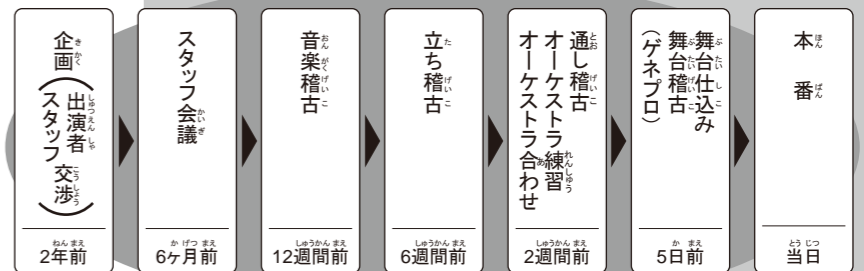 企画（出演者スタッフ交渉）
2年前
スタッフ会議
6ヶ月前
音楽稽古
12週間前
立ち稽古
6週間前
通し稽古
オーケストラ練習
オーケストラ合わせ
2週間前
舞台仕込み
舞台稽古
（ゲネプロ）
5日前
本番
当日